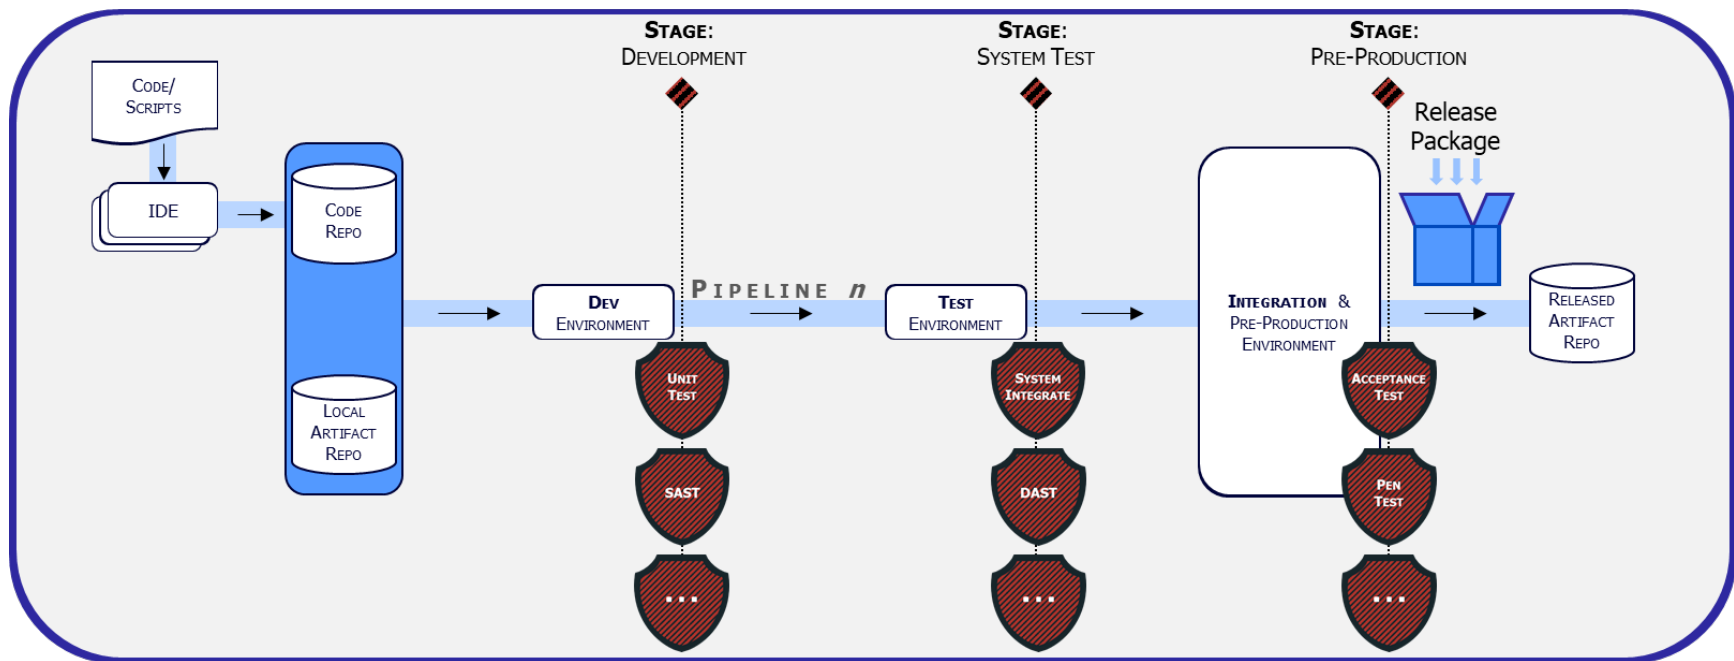 STAGE:
DEVELOPMENT
STAGE:
SYSTEM TEST
STAGE:
PRE-PRODUCTION
CODE/
SCRIPTS
IDE
CODE
REPO
LOCAL
ARTIFACT
REPO
DEV
ENVIRONMENT
PIPELINE n
TEST
ENVIRONMENT
INTEGRATION &
PRE-PRODUCTION
ENVIRONMENT
Release
Package
RELEASED
ARTIFACT
REPO
UNIT
TEST
SAST
...
SYSTEM
INTEGRATE
DAST
...
ACCEPTANCE
TEST
PEN
TEST
...